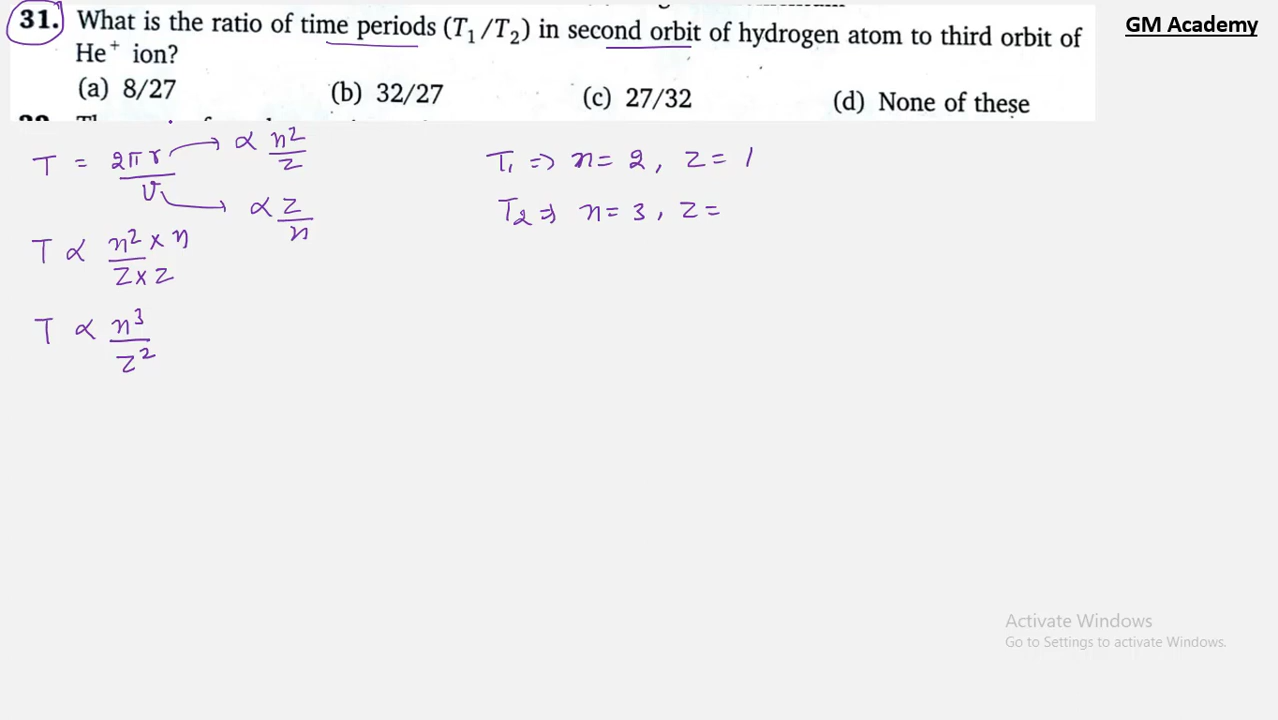 GM Academy
31. What is the ratio of time periods (T₁/T₂) in second orbit of hydrogen atom to third orbit of
He⁺ ion?
(a) 8/27 (b) 32/27 (c) 27/32 (d) None of these
T = 2πr / v
∝ n² / z
∝ z / n
T ∝ n² × n / z × z
T ∝ n³ / z²
T₁ ⇒ n = 2, z = 1
T₂ ⇒ n = 3, z =
Activate Windows
Go to Settings to activate Windows.